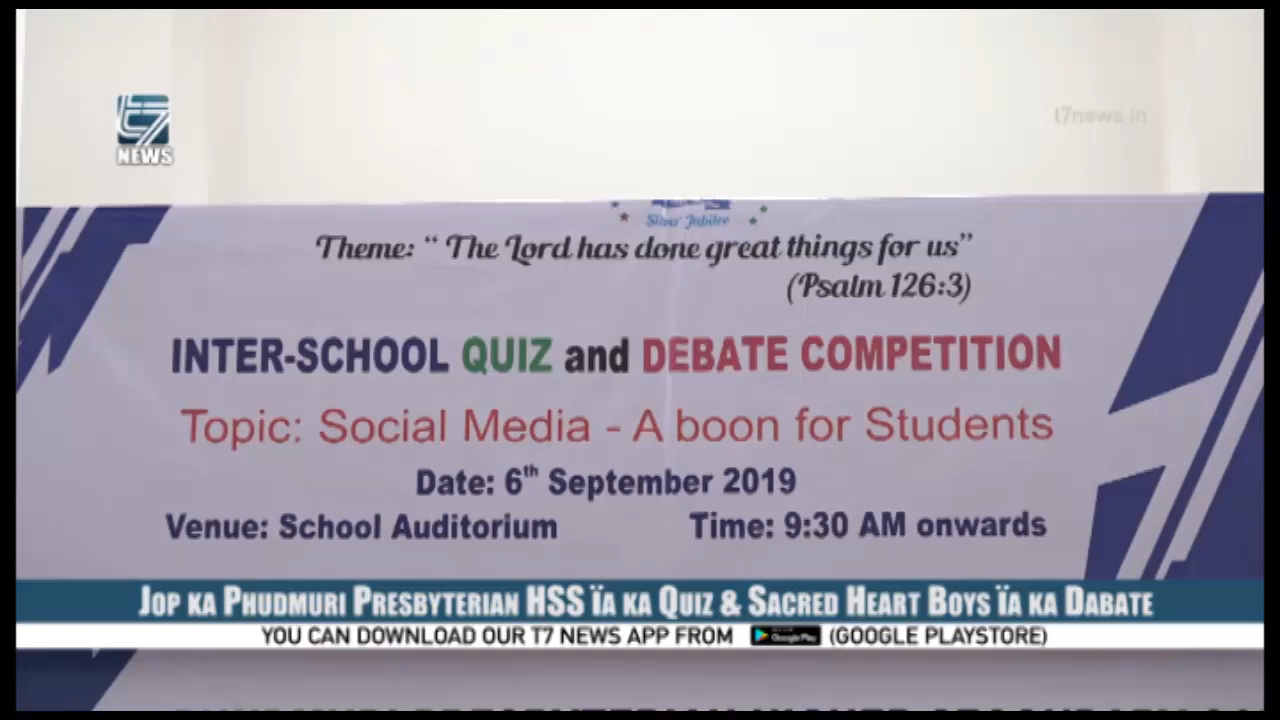 t7
NEWS
t7news.in
Silver Jubilee
Theme: “ The Lord has done great things for us”
(Psalm 126:3)
INTER-SCHOOL QUIZ and DEBATE COMPETITION
Topic: Social Media - A boon for Students
Date: 6th September 2019
Venue: School Auditorium Time: 9:30 AM onwards
JOP KA PHUDMURI PRESBYTERIAN HSS ÏA KA QUIZ & SACRED HEART BOYS ÏA KA DABATE
YOU CAN DOWNLOAD OUR T7 NEWS APP FROM Google Play (GOOGLE PLAYSTORE)